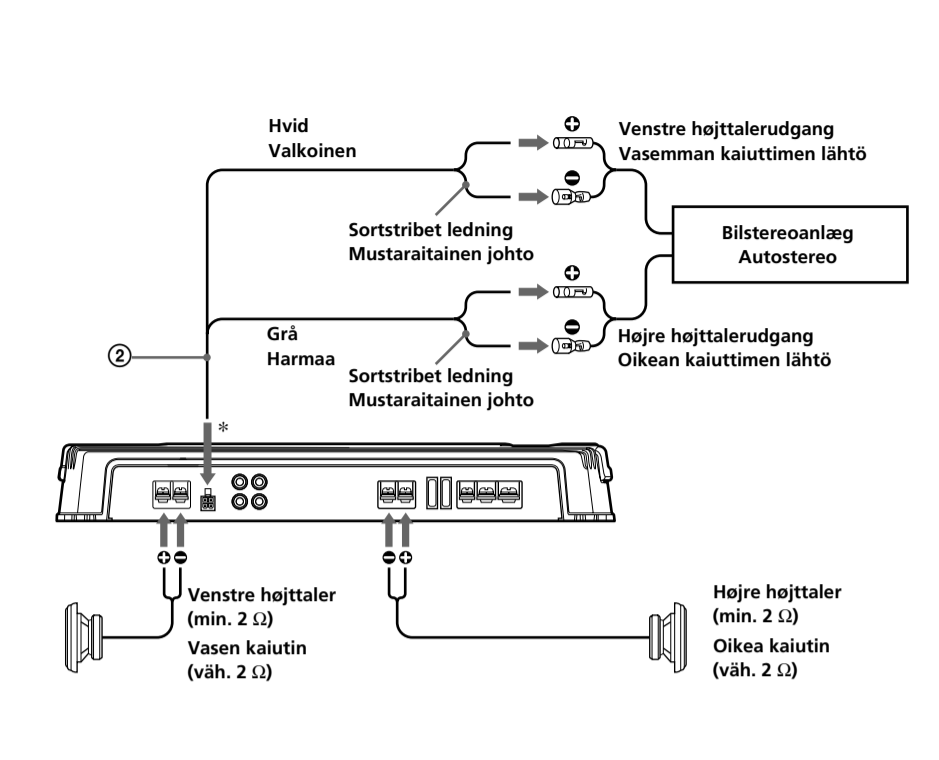 Hvid
Valkoinen
Venstre højttalerudgang
Vasemman kaiuttimen lähtö
Sortstribet ledning
Mustaraitainen johto
Bilstereoanlæg
Autostereo
Grå
Harmaa
Højre højttalerudgang
Oikean kaiuttimen lähtö
②
Sortstribet ledning
Mustaraitainen johto
*
Venstre højttaler
(min. 2 Ω)
Vasen kaiutin
(väh. 2 Ω)
Højre højttaler
(min. 2 Ω)
Oikea kaiutin
(väh. 2 Ω)